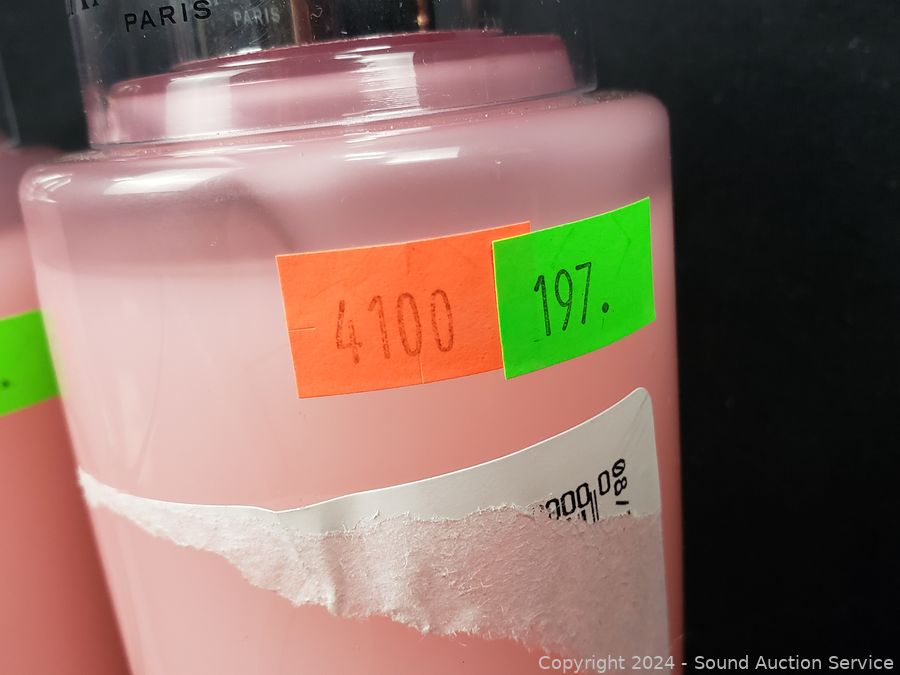 PARIS
PARIS
4100
197.
Copyright 2024 - Sound Auction Service